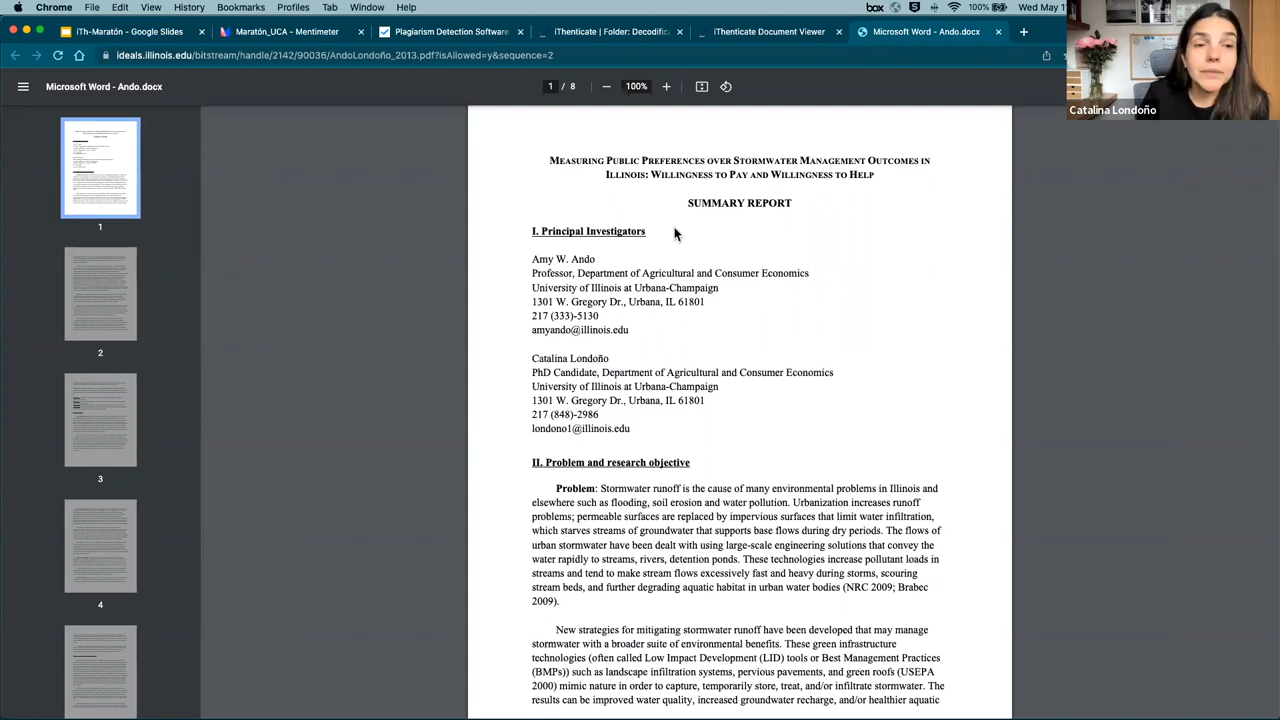 Chrome File Edit View History Bookmarks Profiles Tab Window Help
box 100% Wed May 1
iTh-Maratón - Google Slides
Maratón_UCA - Mentimeter
Plagiarism Detection Software
iThenticate | Folder: Decodific
iThenticate Document Viewer
Microsoft Word - Ando.docx
ideals.illinois.edu/bitstream/handle/2142/90036/AndoLondoño_2013.pdf?isAllowed=y&sequence=2
Microsoft Word - Ando.docx
1 / 8
100%
Catalina Londoño
1
2
3
4
MEASURING PUBLIC PREFERENCES OVER STORMWATER MANAGEMENT OUTCOMES IN
ILLINOIS: WILLINGNESS TO PAY AND WILLINGNESS TO HELP
SUMMARY REPORT
I. Principal Investigators
Amy W. Ando
Professor, Department of Agricultural and Consumer Economics
University of Illinois at Urbana-Champaign
1301 W. Gregory Dr., Urbana, IL 61801
217 (333)-5130
amyando@illinois.edu
Catalina Londoño
PhD Candidate, Department of Agricultural and Consumer Economics
University of Illinois at Urbana-Champaign
1301 W. Gregory Dr., Urbana, IL 61801
217 (848)-2986
londono1@illinois.edu
II. Problem and research objective
Problem: Stormwater runoff is the cause of many environmental problems in Illinois and
elsewhere such as flooding, soil erosion and water pollution. Urbanization increases runoff
problems; permeable surfaces are replaced by impervious surfaces that limit water infiltration,
which starves streams of groundwater that supports base flows during dry periods. The flows of
urban stormwater have been dealt with using large-scale engineering solutions that convey the
water rapidly to streams, rivers, detention ponds. These technologies increase pollutant loads in
streams and tend to make stream flows excessively fast and heavy during storms, scouring
stream beds, and further degrading aquatic habitat in urban water bodies (NRC 2009; Brabec
2009).
New strategies for mitigating stormwater runoff have been developed that may manage
stormwater with a broader suite of environmental benefits. These green infrastructure
technologies (often called Low Impact Development (LID) tools or Best Management Practices
(BMPs)) such as landscape infiltration systems, pervious pavements, and green roofs (USEPA
2000) mimic nature in order to capture, temporarily store, treat, and/or infiltrate stormwater. The
results can be improved water quality, increased groundwater recharge, and/or healthier aquatic